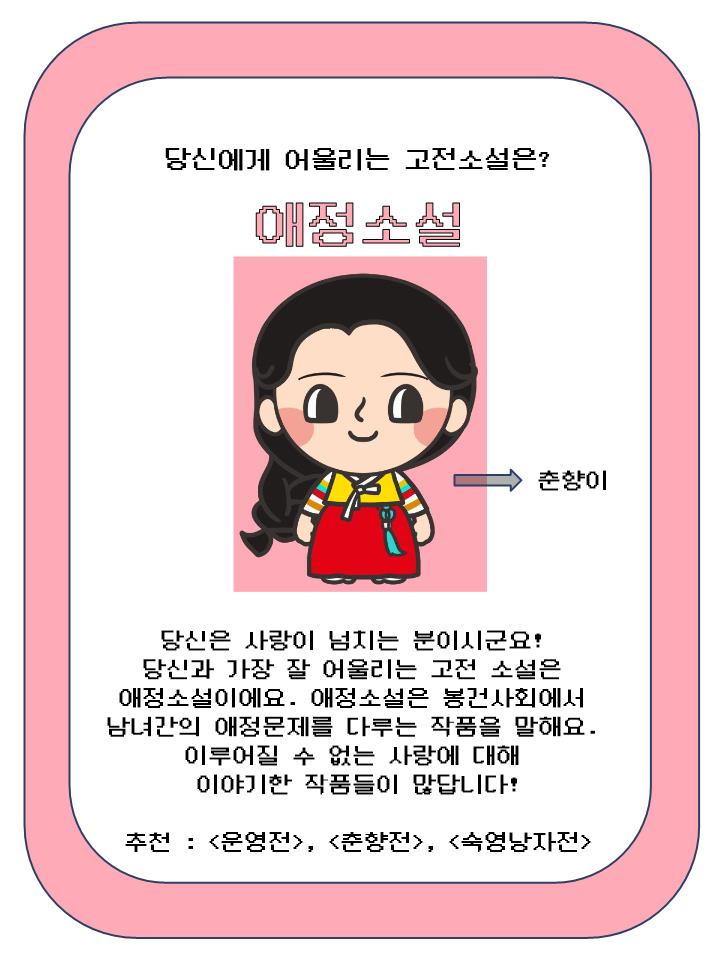 당신에게 어울리는 고전소설은?
애정소설
춘향이
당신은 사랑이 넘치는 분이시군요!
당신과 가장 잘 어울리는 고전 소설은
애정소설이에요. 애정소설은 봉건사회에서
남녀간의 애정문제를 다루는 작품을 말해요.
이루어질 수 없는 사랑에 대해
이야기한 작품들이 많답니다!
추천 : <운영전>, <춘향전>, <숙영낭자전>